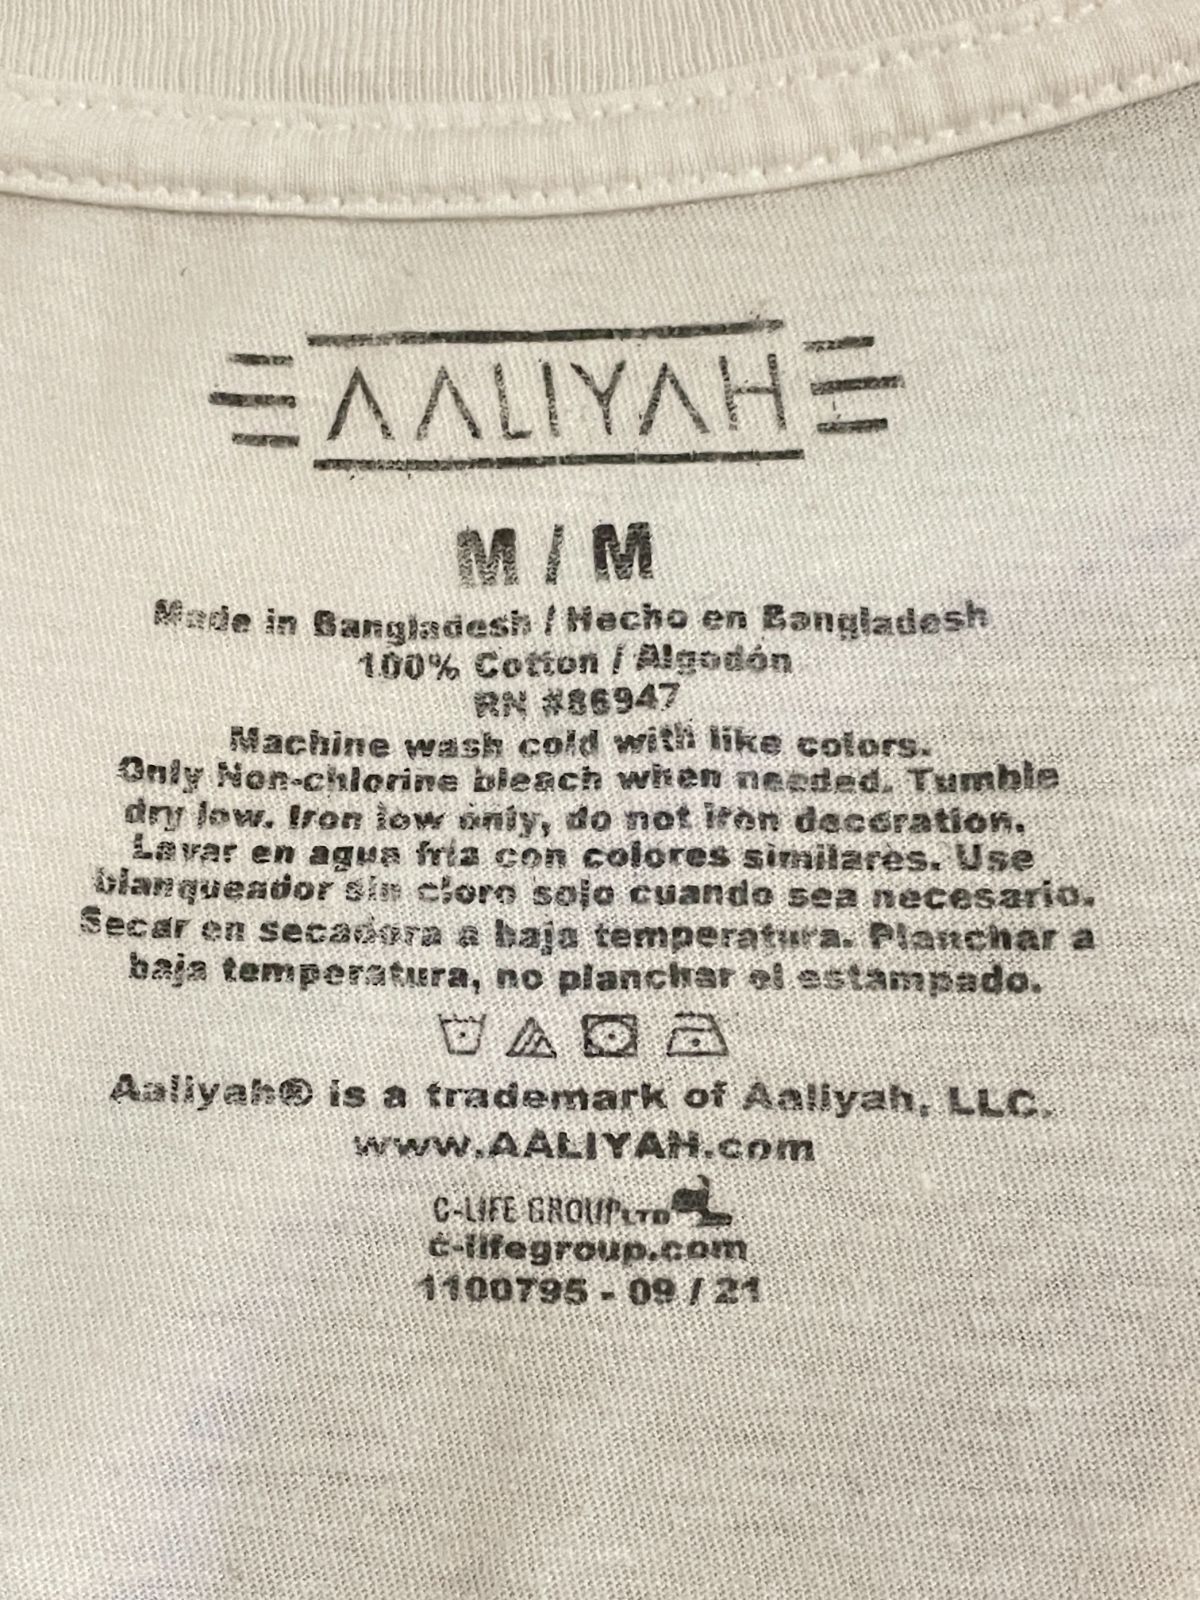 AALIYAH
M / M
Made in Bangladesh / Hecho en Bangladesh
100% Cotton / Algodón
RN #86947
Machine wash cold with like colors.
Only Non-chlorine bleach when needed. Tumble
dry low. Iron low only, do not iron decoration.
Lavar en agua fria con colores similares. Use
blanqueador sin cloro solo cuando sea necesario.
Secar en secadora a baja temperatura. Planchar a
baja temperatura, no planchar el estampado.
Aaliyah® is a trademark of Aaliyah, LLC.
www.AALIYAH.com
C-LIFE GROUP LTD
c-lifegroup.com
1100795 - 09 / 21